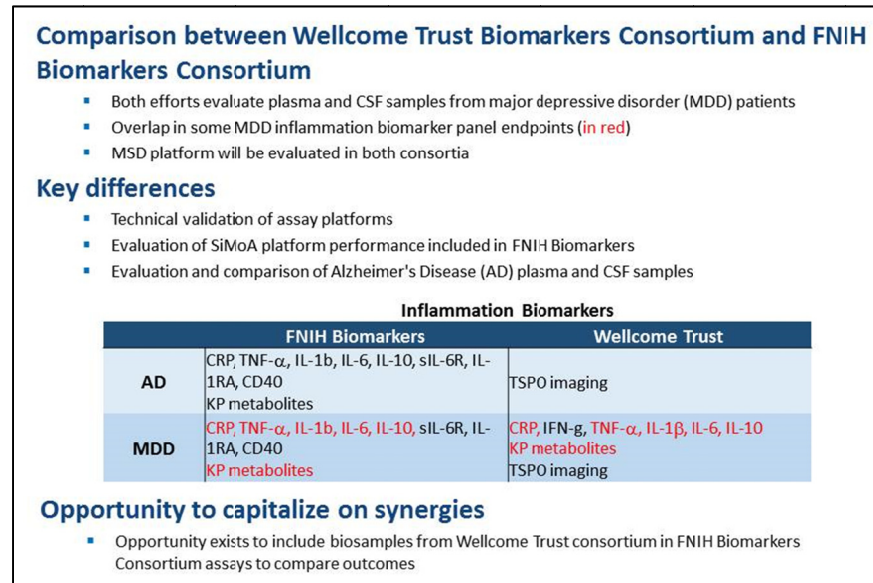 Comparison between Wellcome Trust Biomarkers Consortium and FNIH
Biomarkers Consortium
▪ Both efforts evaluate plasma and CSF samples from major depressive disorder (MDD) patients
▪ Overlap in some MDD inflammation biomarker panel endpoints (in red)
▪ MSD platform will be evaluated in both consortia
Key differences
▪ Technical validation of assay platforms
▪ Evaluation of SiMoA platform performance included in FNIH Biomarkers
▪ Evaluation and comparison of Alzheimer's Disease (AD) plasma and CSF samples
Inflammation Biomarkers
FNIH Biomarkers Wellcome Trust
AD
CRP, TNF-α, IL-1b, IL-6, IL-10, sIL-6R, IL-
1RA, CD40
KP metabolites
TSPO imaging
MDD
CRP, TNF-α, IL-1b, IL-6, IL-10, sIL-6R, IL-
1RA, CD40
KP metabolites
CRP, IFN-g, TNF-α, IL-1β, IL-6, IL-10
KP metabolites
TSPO imaging
Opportunity to capitalize on synergies
▪ Opportunity exists to include biosamples from Wellcome Trust consortium in FNIH Biomarkers
Consortium assays to compare outcomes